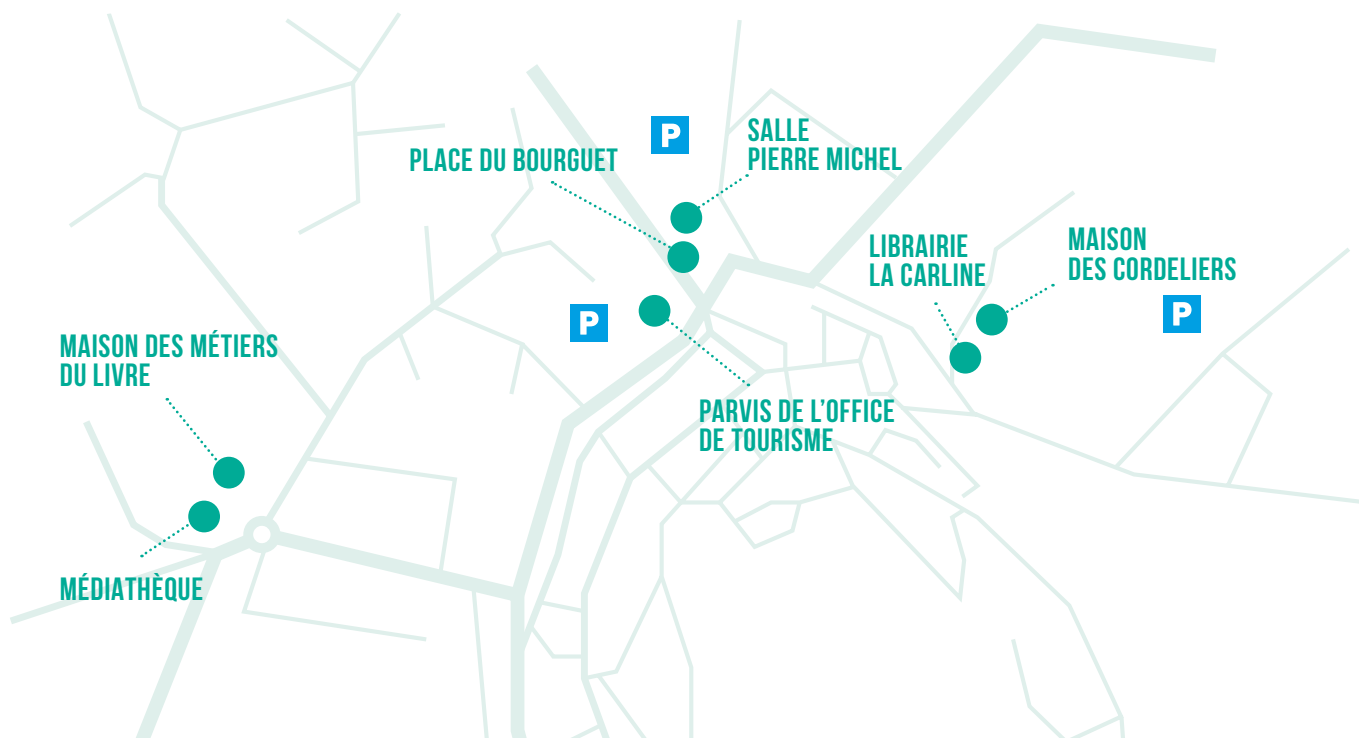 P
SALLE
PIERRE MICHEL
PLACE DU BOURGUET
LIBRAIRIE
LA CARLINE
MAISON
DES CORDELIERS
P
P
MAISON DES MÉTIERS
DU LIVRE
PARVIS DE L'OFFICE
DE TOURISME
MÉDIATHÈQUE